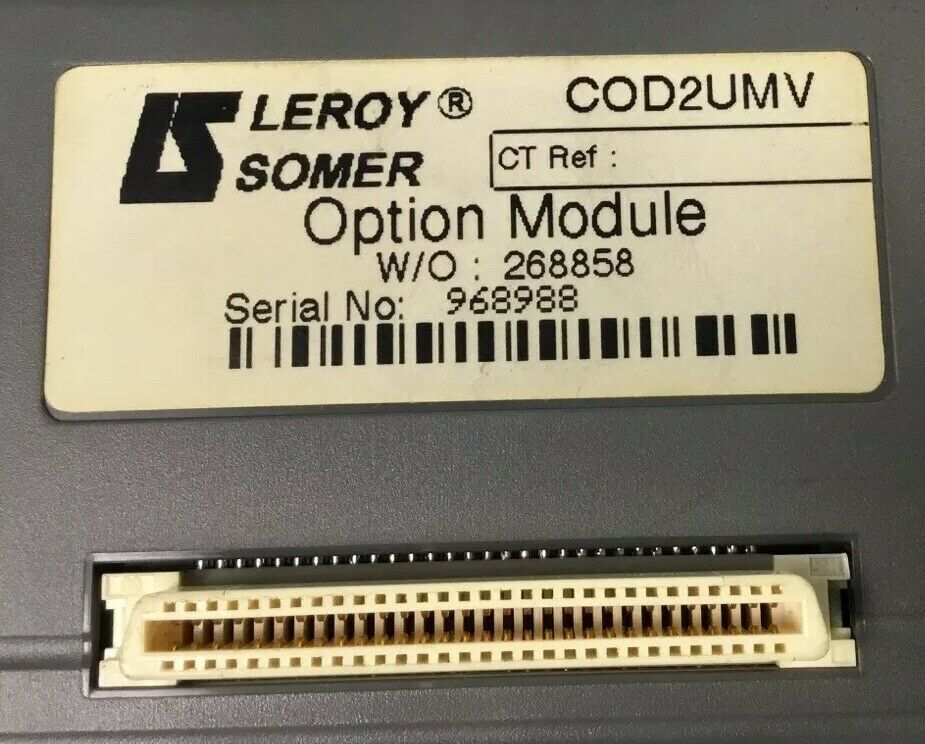 LEROY® COD2UMV
SOMER CT Ref :
Option Module
W/O : 268858
Serial No: 968988